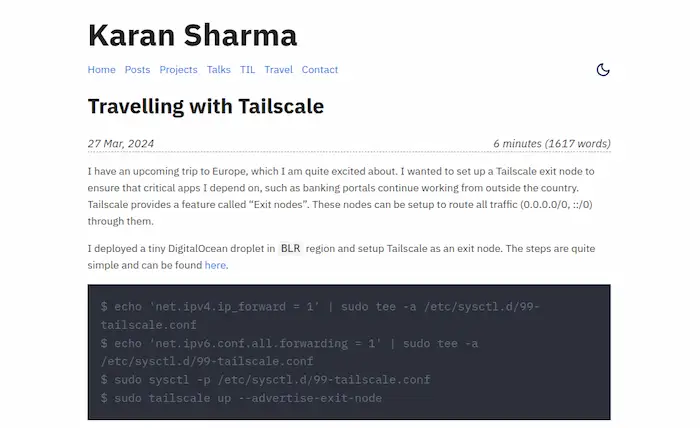 Karan Sharma
Home Posts Projects Talks TIL Travel Contact
Travelling with Tailscale
27 Mar, 2024 6 minutes (1617 words)
I have an upcoming trip to Europe, which I am quite excited about. I wanted to set up a Tailscale exit node to
ensure that critical apps I depend on, such as banking portals continue working from outside the country.
Tailscale provides a feature called “Exit nodes”. These nodes can be setup to route all traffic (0.0.0.0/0, ::/0)
through them.
I deployed a tiny DigitalOcean droplet in BLR region and setup Tailscale as an exit node. The steps are quite
simple and can be found here.
$ echo 'net.ipv4.ip_forward = 1' | sudo tee -a /etc/sysctl.d/99-
tailscale.conf
$ echo 'net.ipv6.conf.all.forwarding = 1' | sudo tee -a
/etc/sysctl.d/99-tailscale.conf
$ sudo sysctl -p /etc/sysctl.d/99-tailscale.conf
$ sudo tailscale up --advertise-exit-node